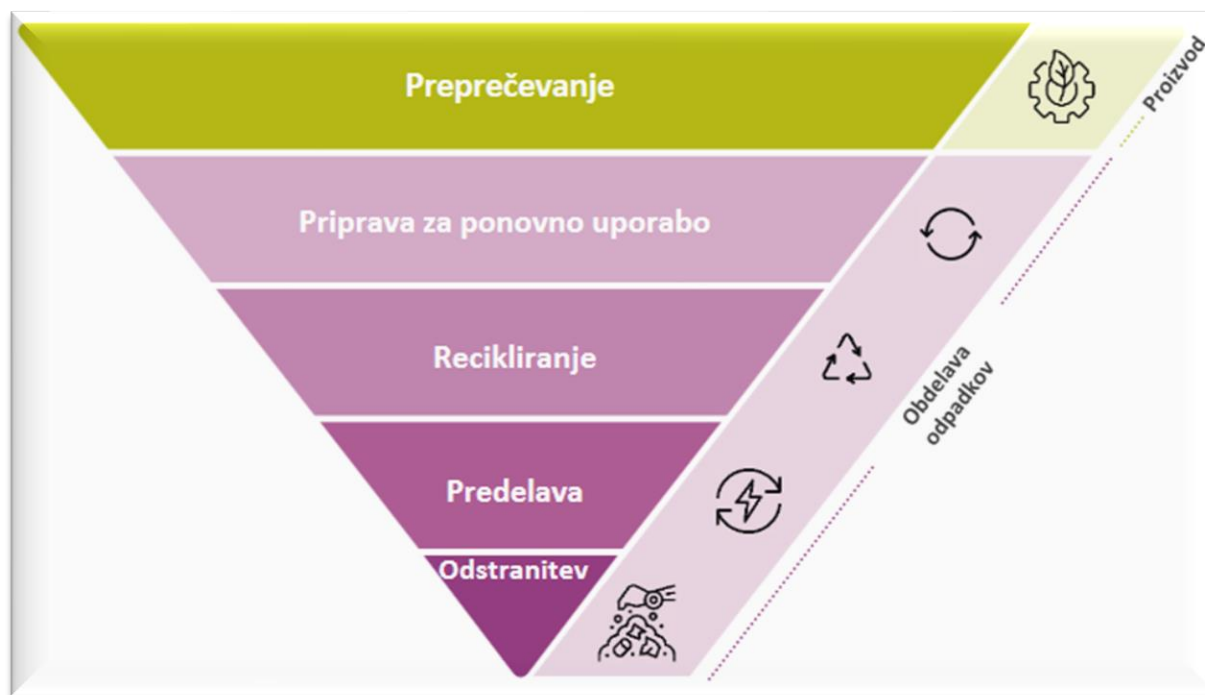 Preprečevanje
Proizvod
Priprava za ponovno uporabo
Recikliranje
Obdelava
odpadkov
Predelava
Odstranitev